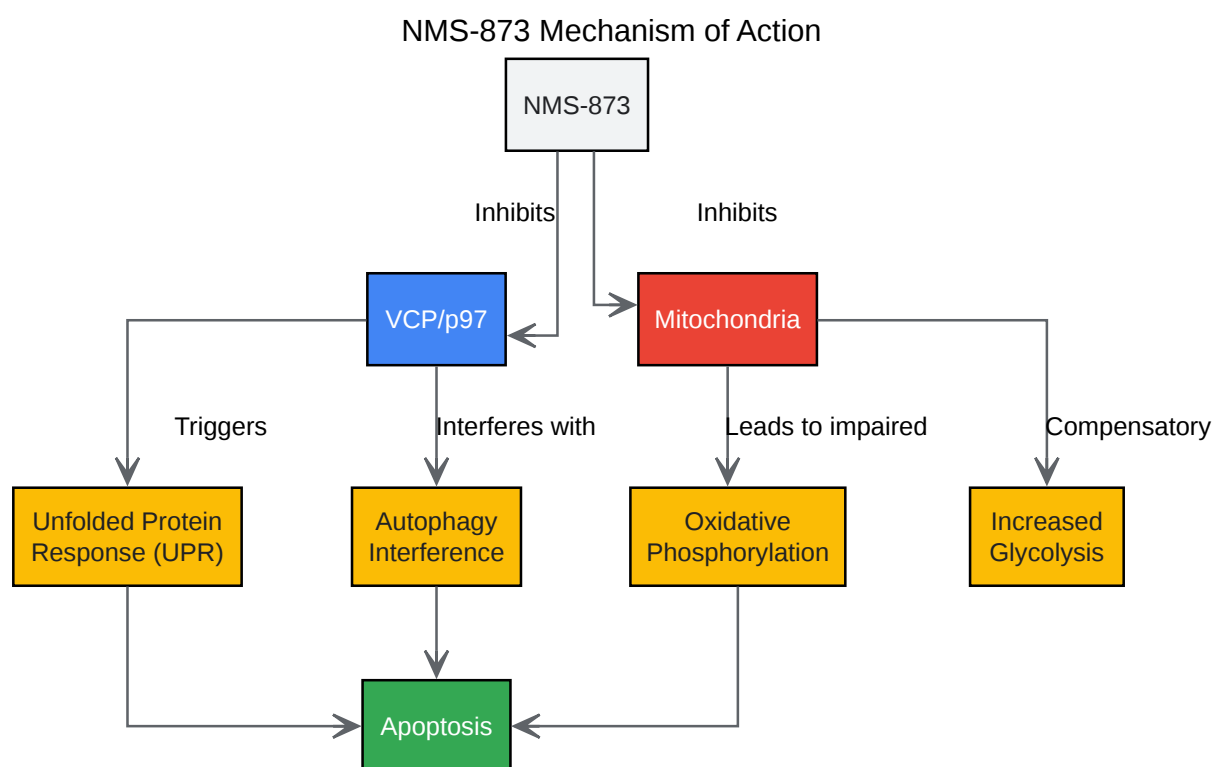 NMS-873 Mechanism of Action
NMS-873
Inhibits
Inhibits
VCP/p97
Mitochondria
Triggers
Interferes with
Leads to impaired
Compensatory
Unfolded Protein
Response (UPR)
Autophagy
Interference
Oxidative
Phosphorylation
Increased
Glycolysis
Apoptosis